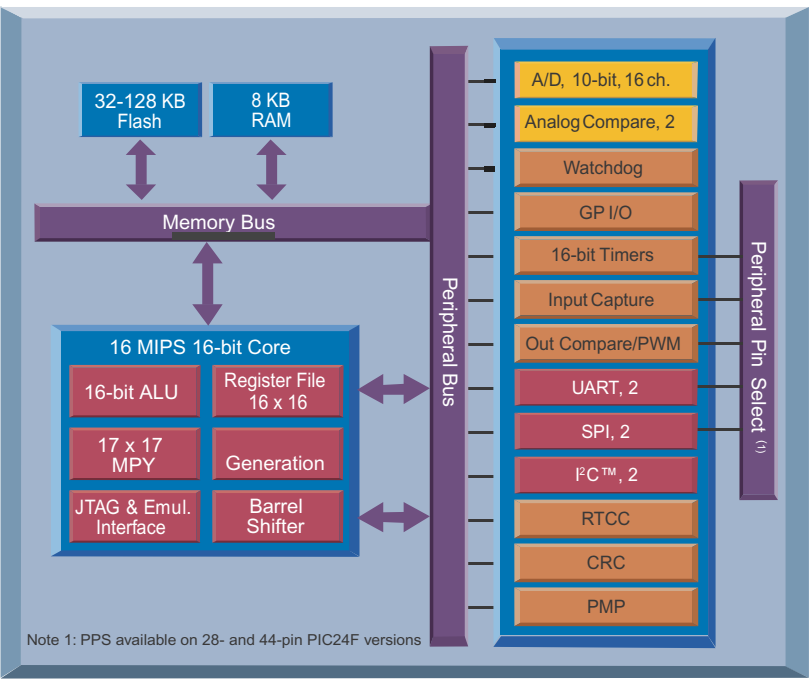 32-128 KB
Flash
8 KB
RAM
Memory Bus
16 MIPS 16-bit Core
16-bit ALU
Register File
16 x 16
17 x 17
MPY
Generation
JTAG & Emul.
Interface
Barrel
Shifter
Peripheral Bus
A/D, 10-bit, 16 ch.
Analog Compare, 2
Watchdog
GP I/O
16-bit Timers
Input Capture
Out Compare/PWM
UART, 2
SPI, 2
I²C™, 2
RTCC
CRC
PMP
Peripheral Pin Select (1)
Note 1: PPS available on 28- and 44-pin PIC24F versions